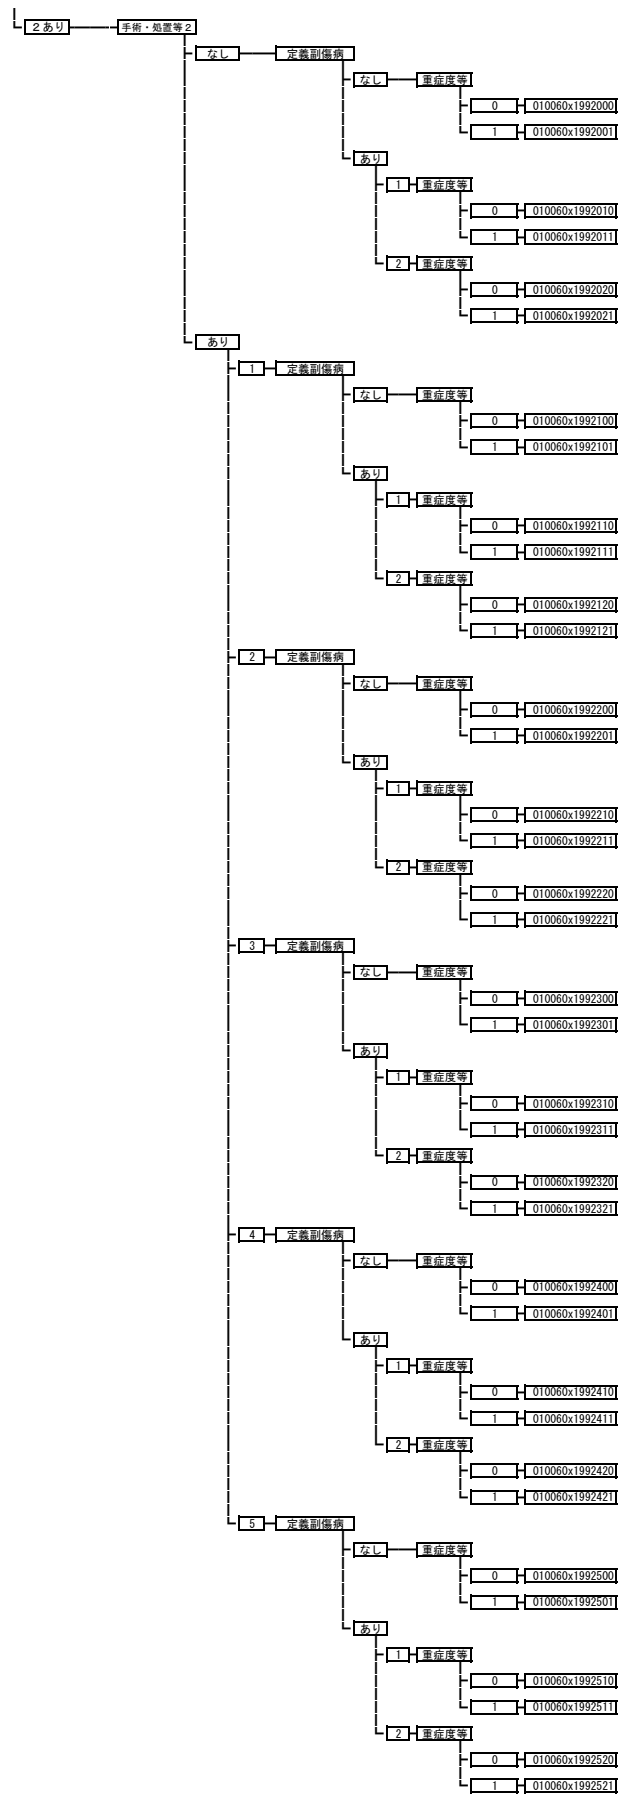 ２あり 手術・処置等２
なし 定義副傷病
なし 重症度等
0 010060x1992000
1 010060x1992001
あり
1 重症度等
0 010060x1992010
1 010060x1992011
2 重症度等
0 010060x1992020
1 010060x1992021
あり
1 定義副傷病
なし 重症度等
0 010060x1992100
1 010060x1992101
あり
1 重症度等
0 010060x1992110
1 010060x1992111
2 重症度等
0 010060x1992120
1 010060x1992121
2 定義副傷病
なし 重症度等
0 010060x1992200
1 010060x1992201
あり
1 重症度等
0 010060x1992210
1 010060x1992211
2 重症度等
0 010060x1992220
1 010060x1992221
3 定義副傷病
なし 重症度等
0 010060x1992300
1 010060x1992301
あり
1 重症度等
0 010060x1992310
1 010060x1992311
2 重症度等
0 010060x1992320
1 010060x1992321
4 定義副傷病
なし 重症度等
0 010060x1992400
1 010060x1992401
あり
1 重症度等
0 010060x1992410
1 010060x1992411
2 重症度等
0 010060x1992420
1 010060x1992421
5 定義副傷病
なし 重症度等
0 010060x1992500
1 010060x1992501
あり
1 重症度等
0 010060x1992510
1 010060x1992511
2 重症度等
0 010060x1992520
1 010060x1992521